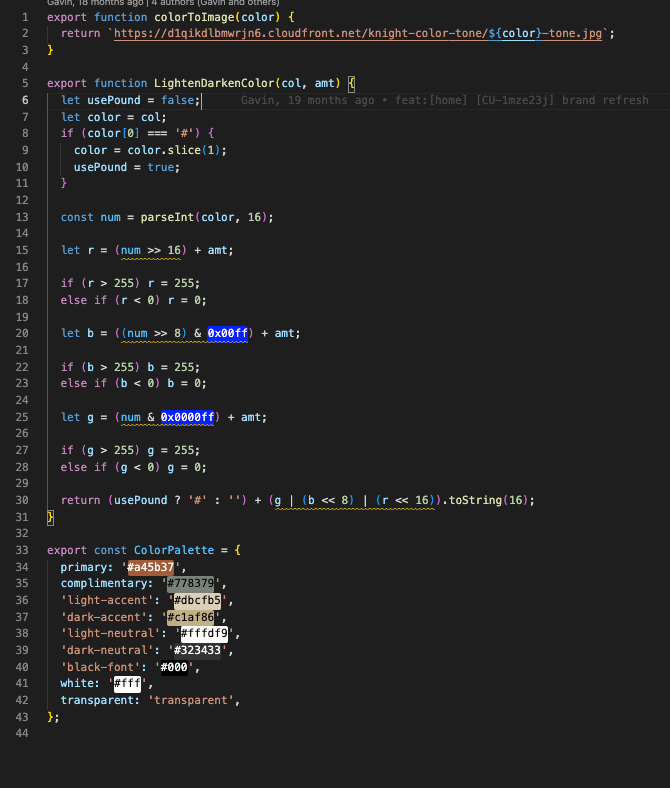 Gavin, 18 months ago | 4 authors (Gavin and others)
1 export function colorToImage(color) {
2   return `https://d1qikdlbmwrjn6.cloudfront.net/knight-color-tone/${color}-tone.jpg`;
3 }
4
5 export function LightenDarkenColor(col, amt) {
6   let usePound = false; Gavin, 19 months ago • feat:[home] [CU-1mze23j] brand refresh
7   let color = col;
8   if (color[0] === '#') {
9     color = color.slice(1);
10     usePound = true;
11   }
12
13   const num = parseInt(color, 16);
14
15   let r = (num >> 16) + amt;
16
17   if (r > 255) r = 255;
18   else if (r < 0) r = 0;
19
20   let b = ((num >> 8) & 0x00ff) + amt;
21
22   if (b > 255) b = 255;
23   else if (b < 0) b = 0;
24
25   let g = (num & 0x0000ff) + amt;
26
27   if (g > 255) g = 255;
28   else if (g < 0) g = 0;
29
30   return (usePound ? '#' : '') + (g | (b << 8) | (r << 16)).toString(16);
31 }
32
33 export const ColorPalette = {
34   primary: '#a45b37',
35   complimentary: '#778379',
36   'light-accent': '#dbcfb5',
37   'dark-accent': '#c1af86',
38   'light-neutral': '#fffdf9',
39   'dark-neutral': '#323433',
40   'black-font': '#000',
41   white: '#fff',
42   transparent: 'transparent',
43 };
44